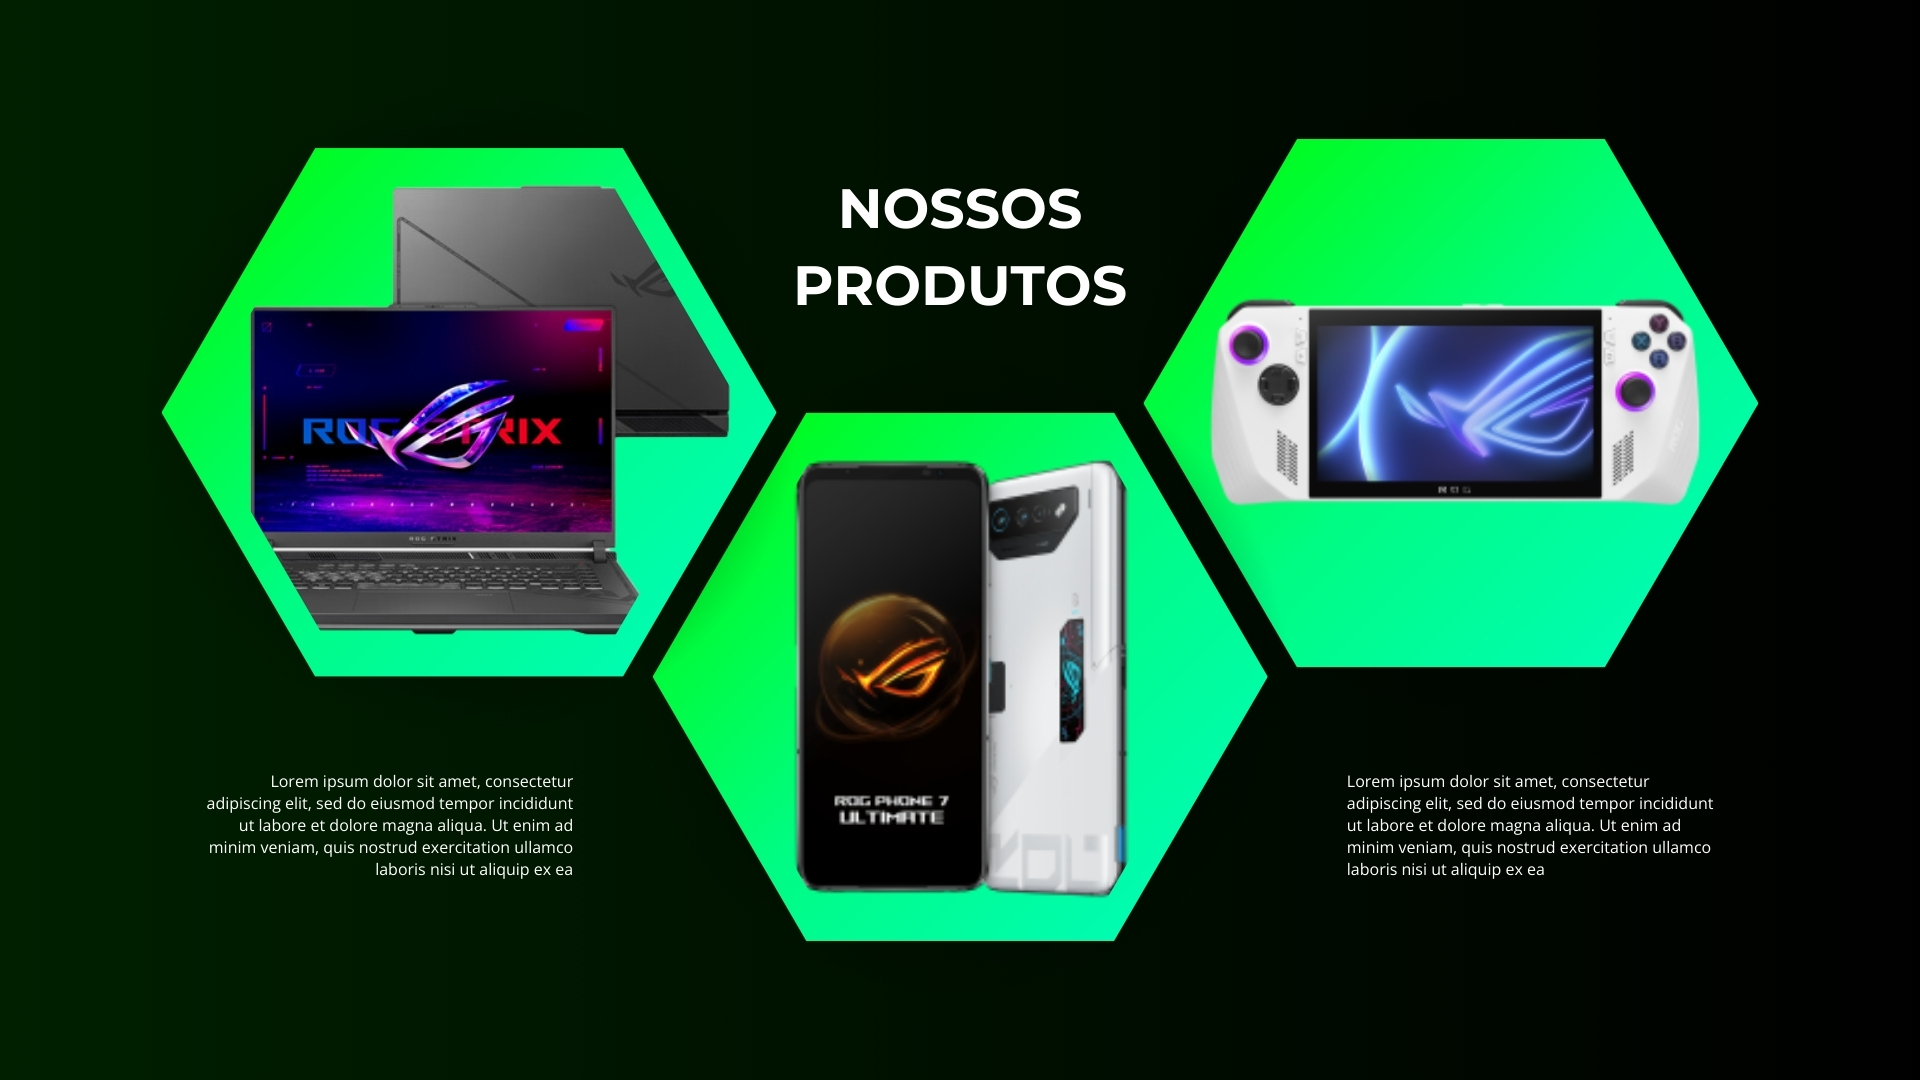 NOSSOS
PRODUTOS
ROG STRIX
ROG STRIX
ROG PHONE 7
ULTIMATE
Lorem ipsum dolor sit amet, consectetur
adipiscing elit, sed do eiusmod tempor incididunt
ut labore et dolore magna aliqua. Ut enim ad
minim veniam, quis nostrud exercitation ullamco
laboris nisi ut aliquip ex ea
Lorem ipsum dolor sit amet, consectetur
adipiscing elit, sed do eiusmod tempor incididunt
ut labore et dolore magna aliqua. Ut enim ad
minim veniam, quis nostrud exercitation ullamco
laboris nisi ut aliquip ex ea